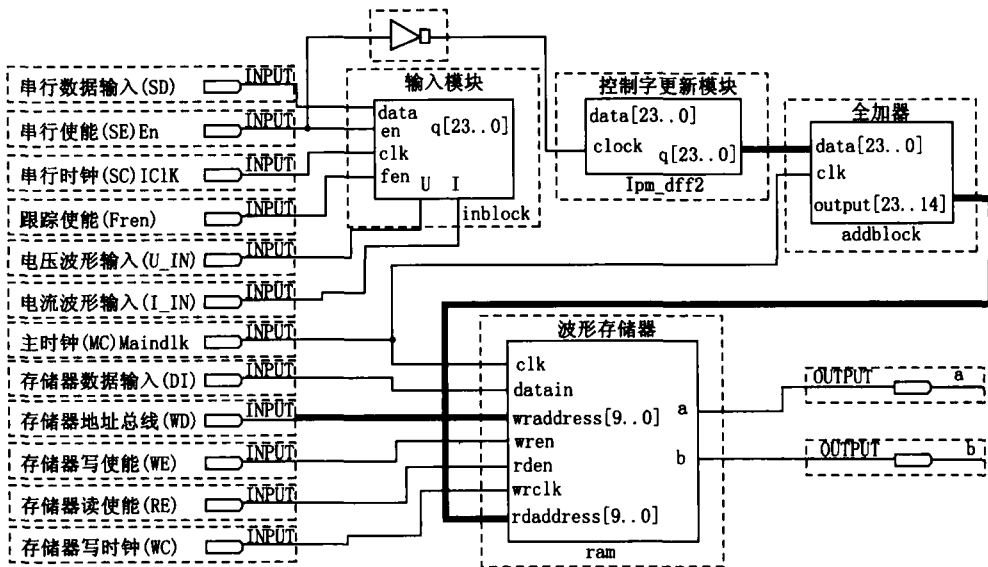 串行数据输入(SD) INPUT
串行使能(SE)En INPUT
串行时钟(SC)IClK INPUT
跟踪使能(Fren) INPUT
电压波形输入(U_IN) INPUT
电流波形输入(I_IN) INPUT
主时钟(MC)Maindlk INPUT
存储器数据输入(DI) INPUT
存储器地址总线(WD) INPUT
存储器写使能(WE) INPUT
存储器读使能(RE) INPUT
存储器写时钟(WC) INPUT
输入模块
data
en q[23..0]
clk
fen
U I
inblock
控制字更新模块
data[23..0]
clock
q[23..0]
Ipm_dff2
全加器
data[23..0]
clk
output[23..14]
addblock
波形存储器
clk
datain
a
wraddress[9..0]
wren
b
rden
wrclk
rdaddress[9..0]
ram
OUTPUT a
OUTPUT b